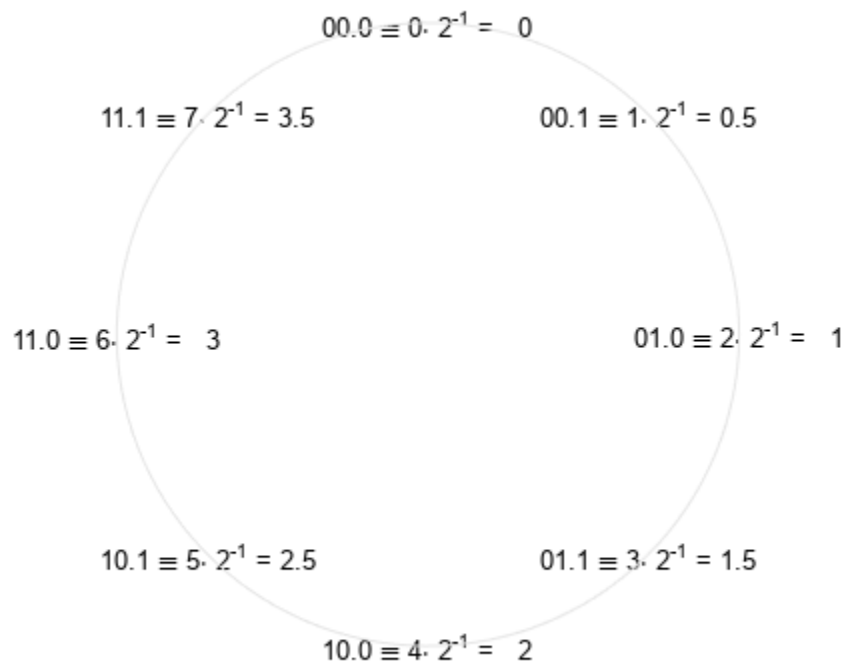 00.0 ≡ 0· 2⁻¹ = 0
11.1 ≡ 7· 2⁻¹ = 3.5
00.1 ≡ 1· 2⁻¹ = 0.5
11.0 ≡ 6· 2⁻¹ = 3
01.0 ≡ 2· 2⁻¹ = 1
10.1 ≡ 5· 2⁻¹ = 2.5
01.1 ≡ 3· 2⁻¹ = 1.5
10.0 ≡ 4· 2⁻¹ = 2